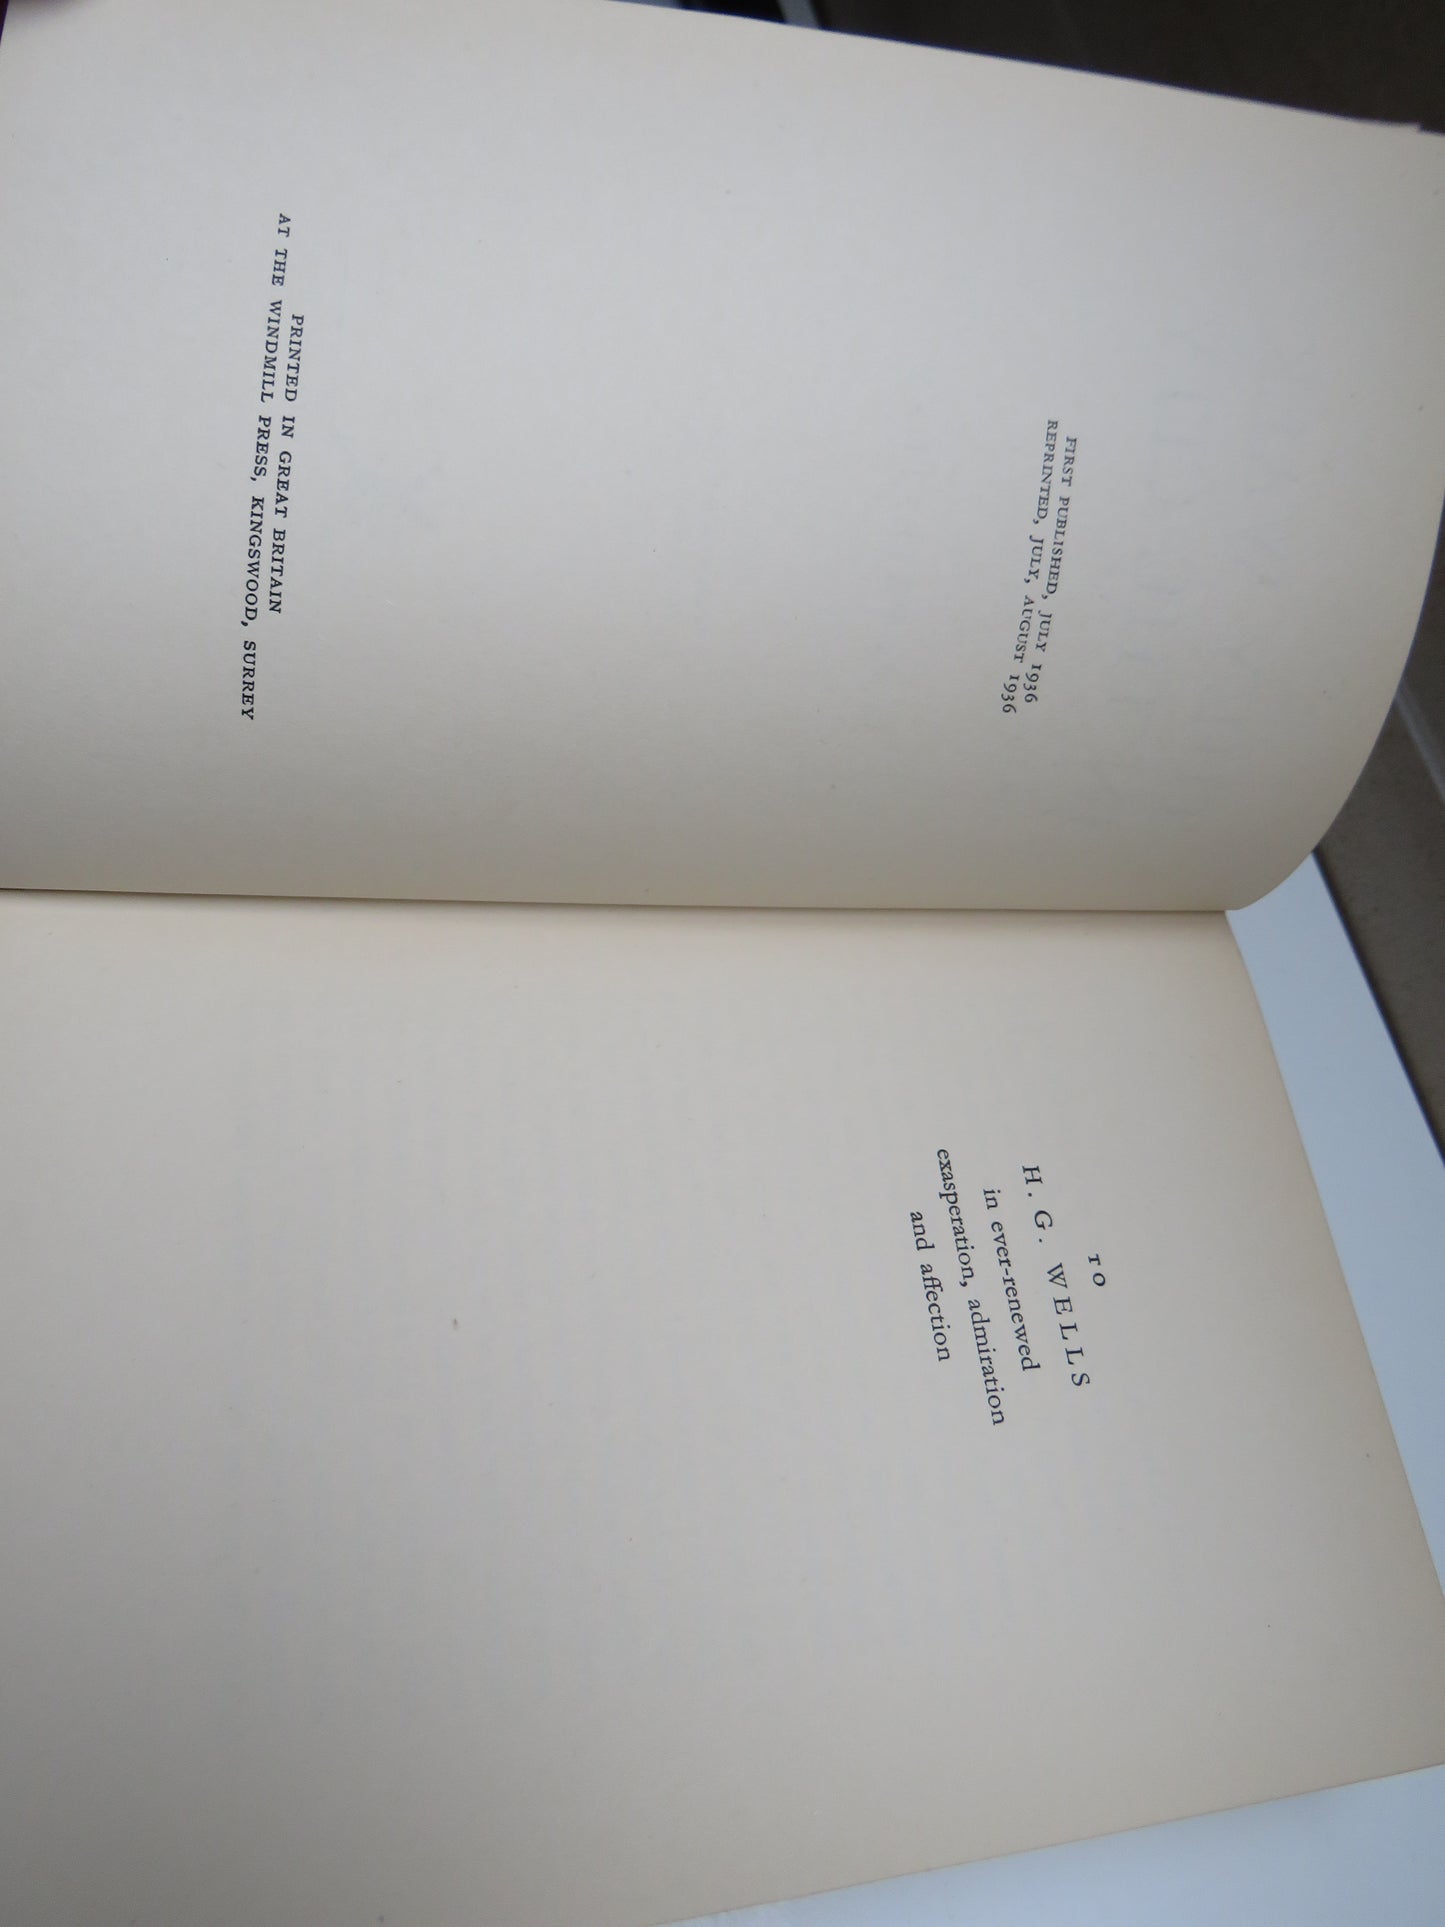 FIRST PUBLISHED, JULY 1936
REPRINTED, JULY, AUGUST 1936
PRINTED IN GREAT BRITAIN
AT THE WINDMILL PRESS, KINGSWOOD, SURREY
TO
H. G. WELLS
in ever-renewed
exasperation, admiration
and affection